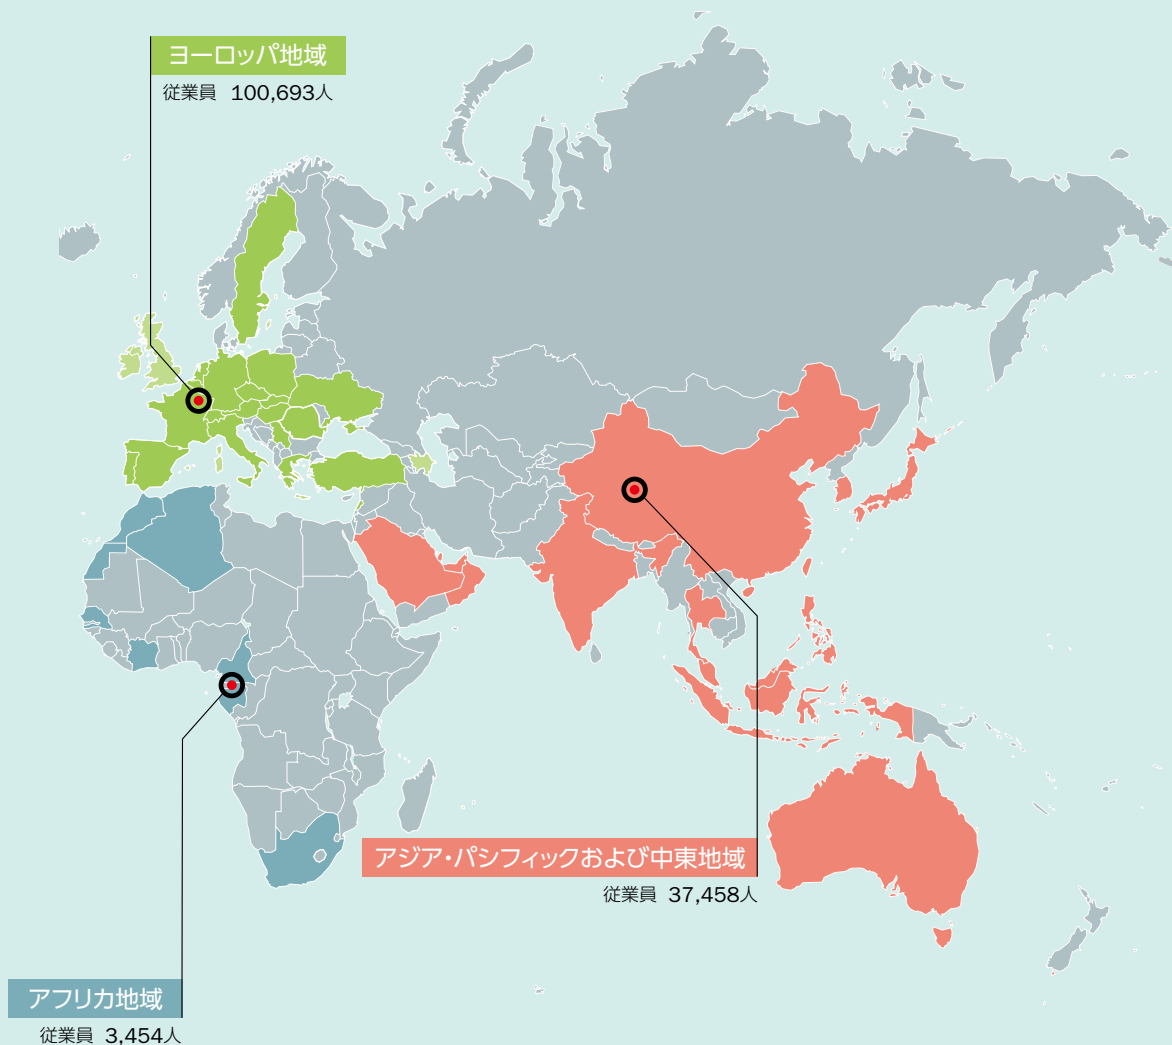 ヨーロッパ地域
従業員 100,693人
アジア・パシフィックおよび中東地域
従業員 37,458人
アフリカ地域
従業員 3,454人